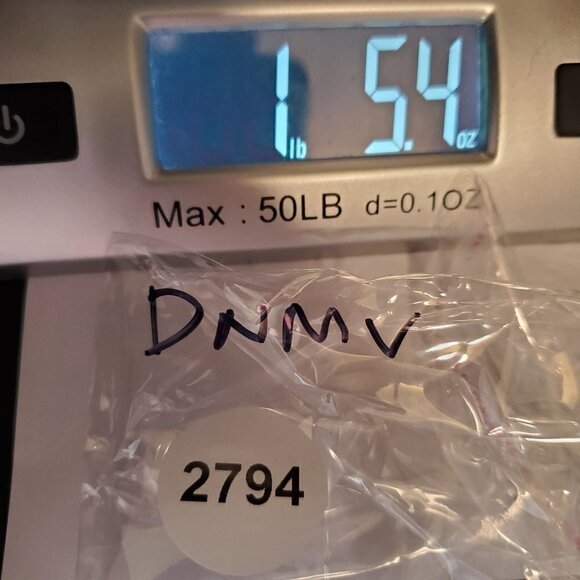 1 lb 5.4 oz
Max : 50LB d=0.1OZ
DNMV
2794